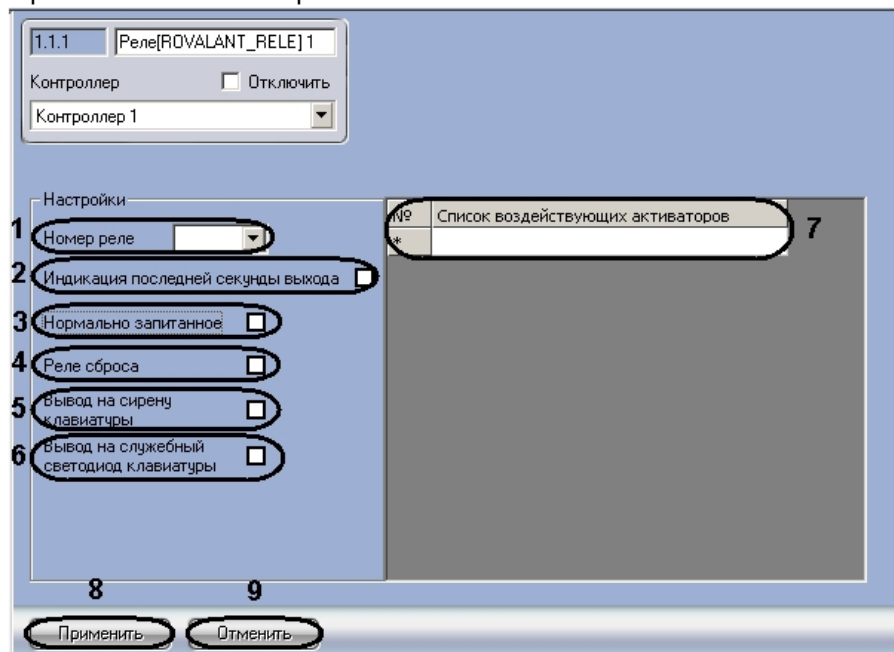 1.1.1 Реле[ROVALANT_RELE] 1
Контроллер Отключить
Контроллер 1
Настройки
1 Номер реле
2 Индикация последней секунды выхода
3 Нормально запитанное
4 Реле сброса
5 Вывод на сирену
клавиатуры
6 Вывод на служебный
светодиод клавиатуры
№ Список воздействующих активаторов 7
*
8 9
Применить Отменить